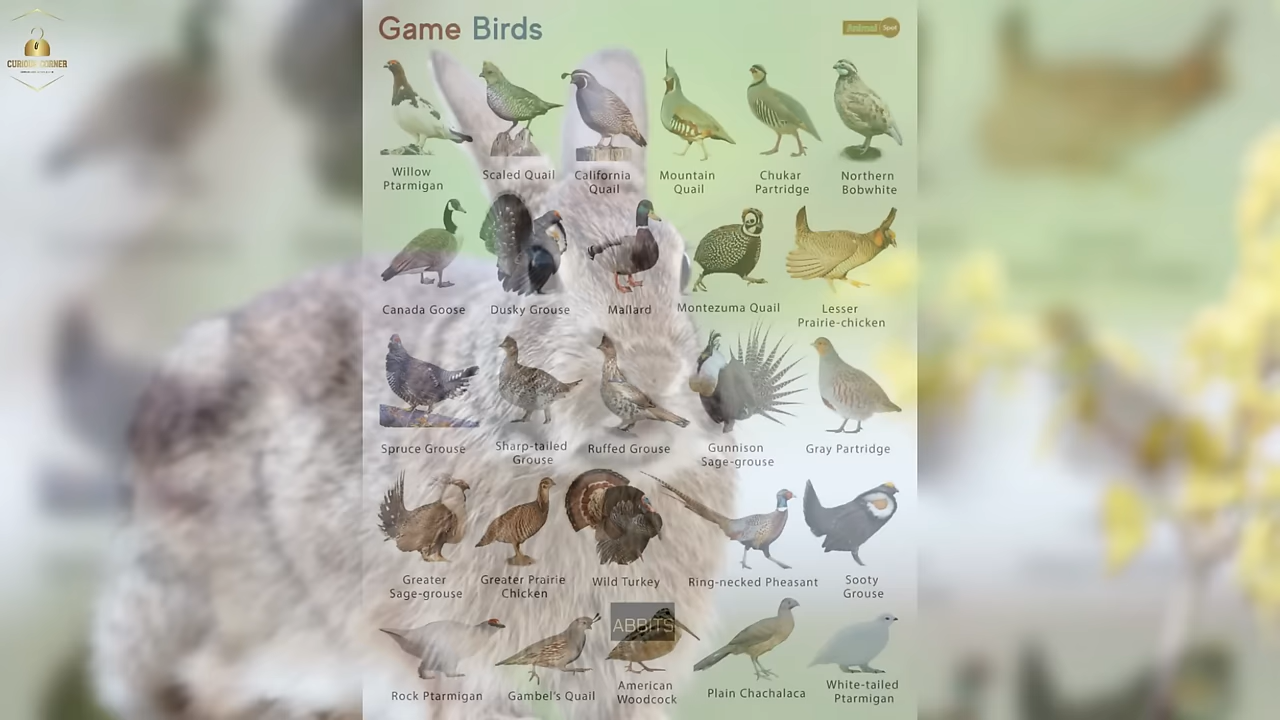 Game Birds
Animal Spot
CURIOUS CORNER
Willow
Ptarmigan
Scaled Quail
California
Quail
Mountain
Quail
Chukar
Partridge
Northern
Bobwhite
Canada Goose
Dusky Grouse
Mallard
Montezuma Quail
Lesser
Prairie-chicken
Spruce Grouse
Sharp-tailed
Grouse
Ruffed Grouse
Gunnison
Sage-grouse
Gray Partridge
Greater
Sage-grouse
Greater Prairie
Chicken
Wild Turkey
Ring-necked Pheasant
Sooty
Grouse
ABBITS
Rock Ptarmigan
Gambel's Quail
American
Woodcock
Plain Chachalaca
White-tailed
Ptarmigan